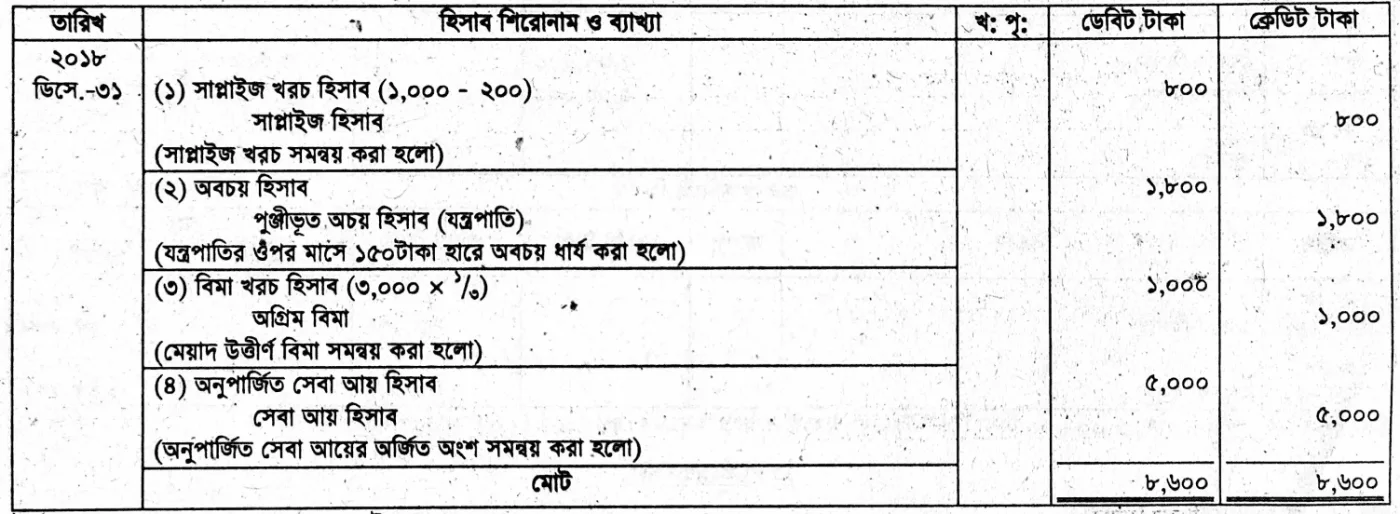 তারিখ হিসাব শিরোনাম ও ব্যাখ্যা খ: পৃ: ডেবিট টাকা ক্রেডিট টাকা
২০১৮
ডিসে.-৩১ (১) সাপ্লাইজ খরচ হিসাব (১,০০০ - ২০০) ৮০০
সাপ্লাইজ হিসাব ৮০০
(সাপ্লাইজ খরচ সমন্বয় করা হলো)
(২) অবচয় হিসাব ১,৮০০
পুঞ্জীভূত অচয় হিসাব (যন্ত্রপাতি) ১,৮০০
(যন্ত্রপাতির ওপর মাসে ১৫০টাকা হারে অবচয় ধার্য করা হলো)
(৩) বিমা খরচ হিসাব (৩,০০০ × ১/৩) ১,০০০
অগ্রিম বিমা ১,০০০
(মেয়াদ উত্তীর্ণ বিমা সমন্বয় করা হলো)
(৪) অনুপার্জিত সেবা আয় হিসাব ৫,০০০
সেবা আয় হিসাব ৫,০০০
(অনুপার্জিত সেবা আয়ের অর্জিত অংশ সমন্বয় করা হলো)
মোট ৮,৬০০ ৮,৬০০